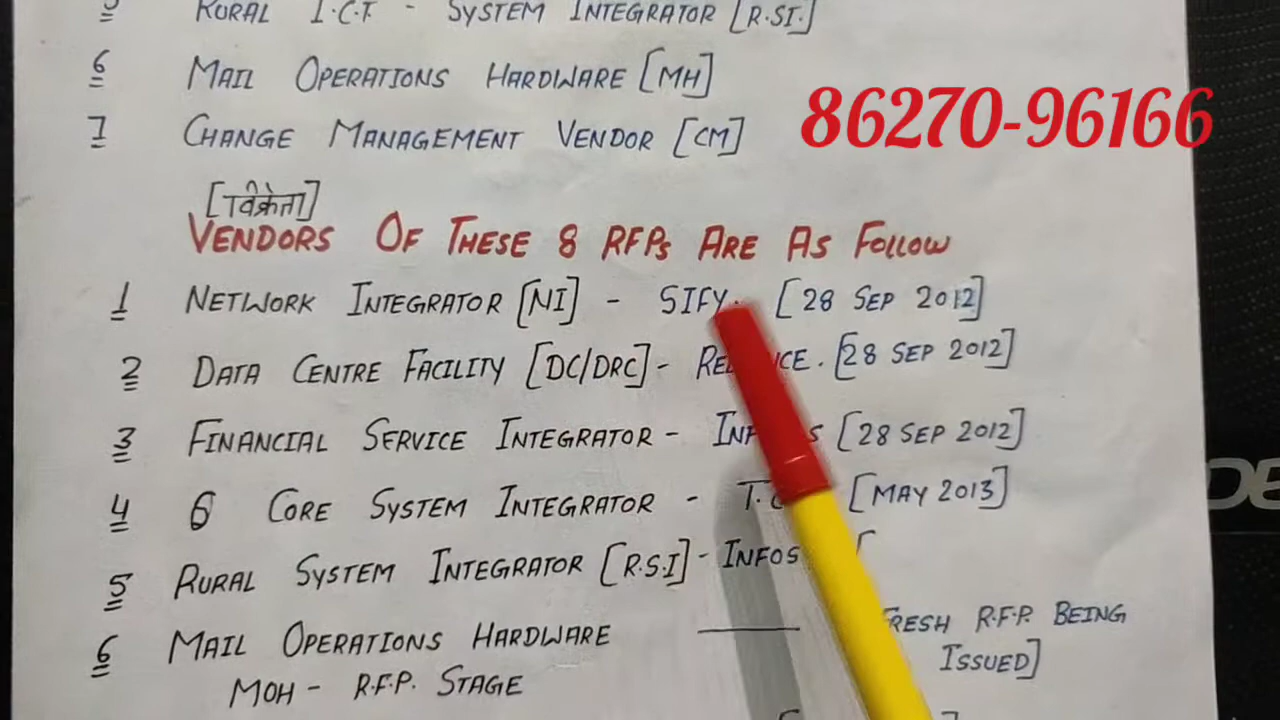 5 RURAL I.C.T - SYSTEM INTEGRATOR [R.SI.]
6 MAIL OPERATIONS HARDWARE [MH]
86270-96166
7 CHANGE MANAGEMENT VENDOR [CM]
[विक्रेता]
VENDORS OF THESE 8 RFPs ARE AS FOLLOW
1 NETWORK INTEGRATOR [NI] - SIFY. [28 SEP 2012]
2 DATA CENTRE FACILITY [DC/DRC] - . [28 SEP 2012]
3 FINANCIAL SERVICE INTEGRATOR - [28 SEP 2012]
4 6 CORE SYSTEM INTEGRATOR - [MAY 2013]
5 RURAL SYSTEM INTEGRATOR [R.S.I] - INFOS [
6 MAIL OPERATIONS HARDWARE FRESH R.F.P. BEING
ISSUED]
MOH - R.F.P. STAGE